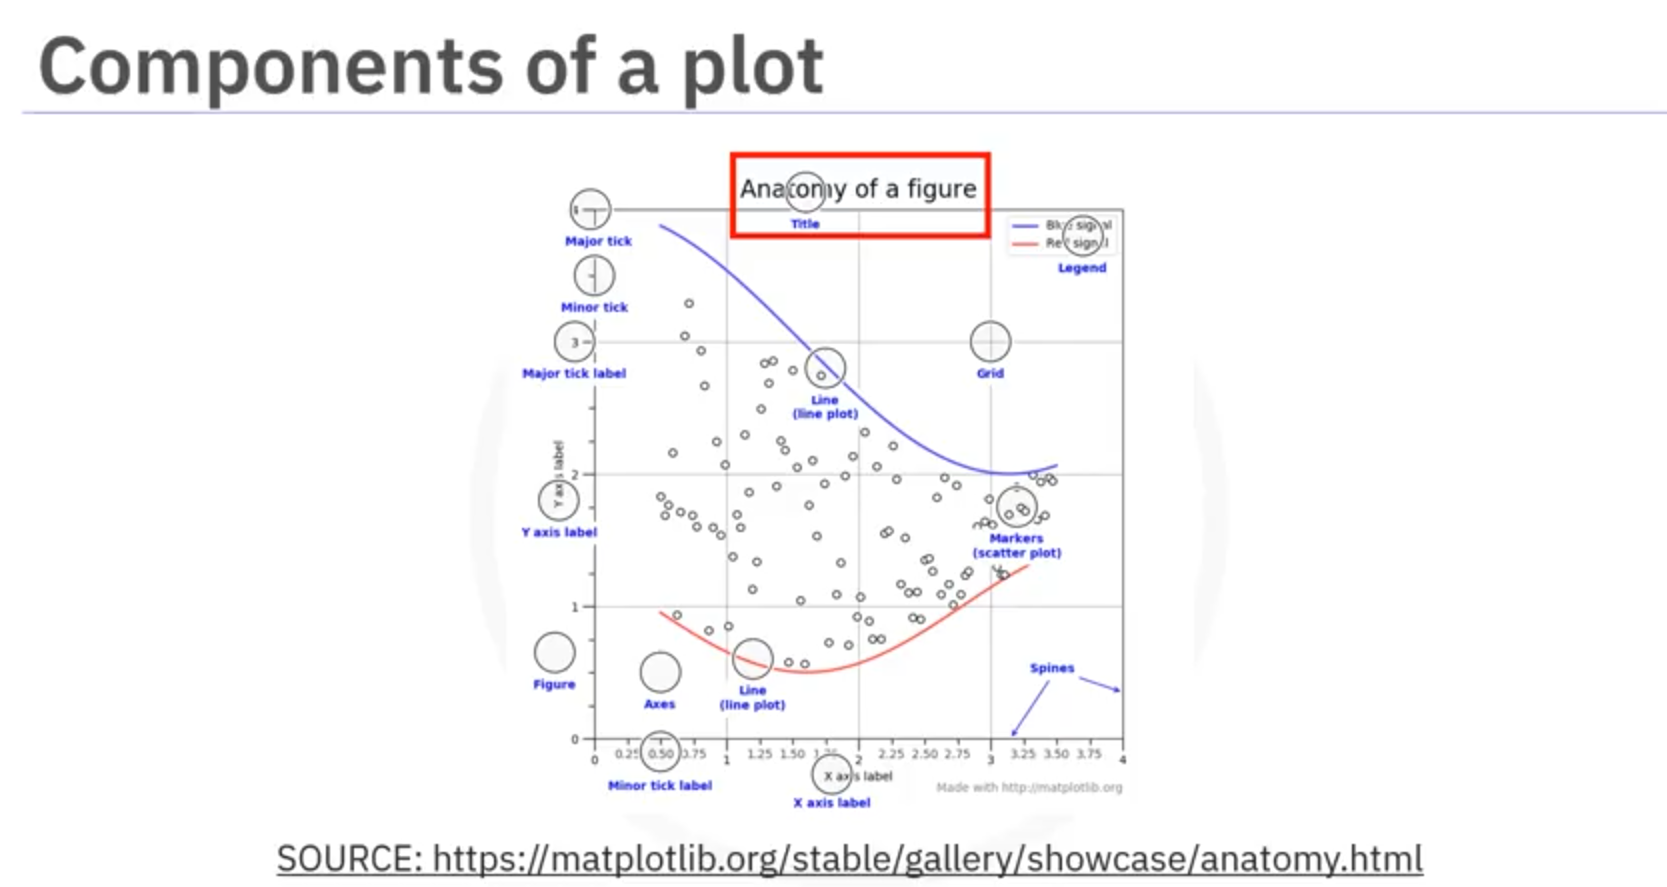 Components of a plot
Anatomy of a figure
Title
Blue signal
Red signal
Legend
Major tick
Minor tick
3
Major tick label
Grid
Line
(line plot)
Y axis label
2
Y axis label
Markers
(scatter plot)
1
Figure
Axes
Line
(line plot)
Spines
0
0 0.25 0.50 0.75 1 1.25 1.50 1.75 2 2.25 2.50 2.75 3 3.25 3.50 3.75 4
Minor tick label
X axis label
X axis label
Made with http://matplotlib.org
SOURCE: https://matplotlib.org/stable/gallery/showcase/anatomy.html